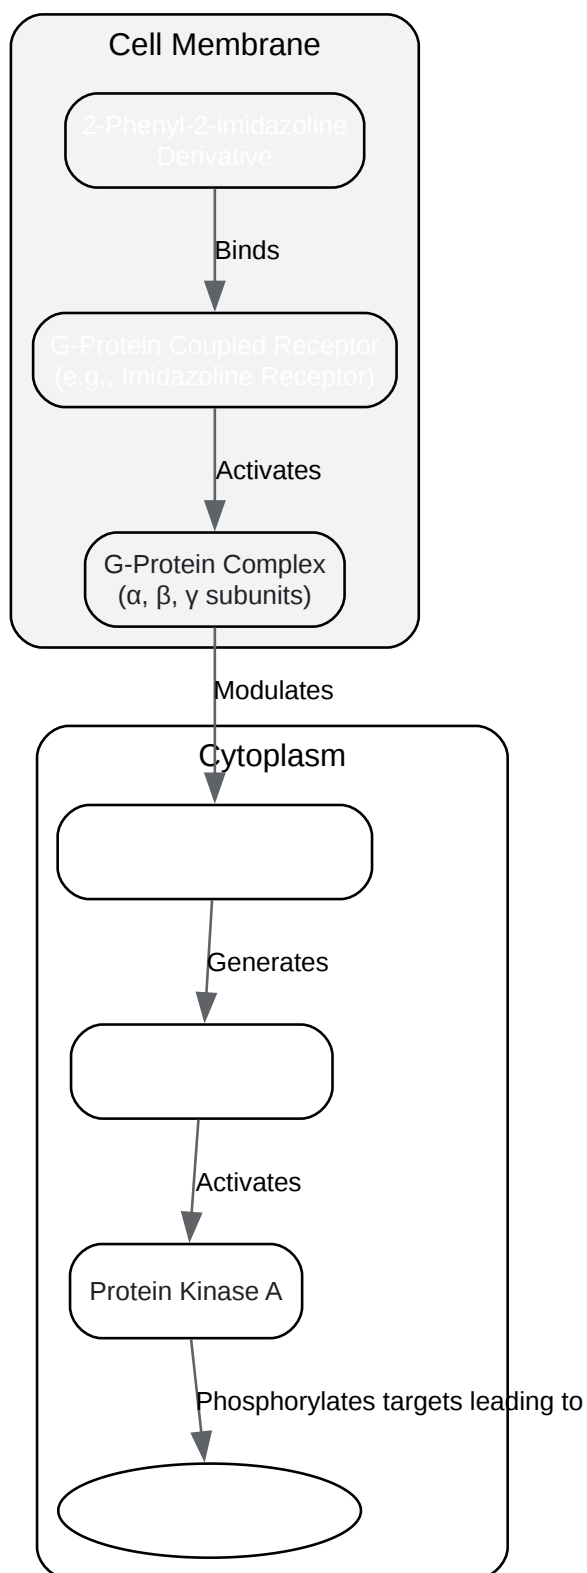 Cell Membrane
2-Phenyl-2-imidazoline
Derivative
Binds
G-Protein Coupled Receptor
(e.g., Imidazoline Receptor)
Activates
G-Protein Complex
(α, β, γ subunits)
Modulates
Cytoplasm
Generates
Activates
Protein Kinase A
Phosphorylates targets leading to